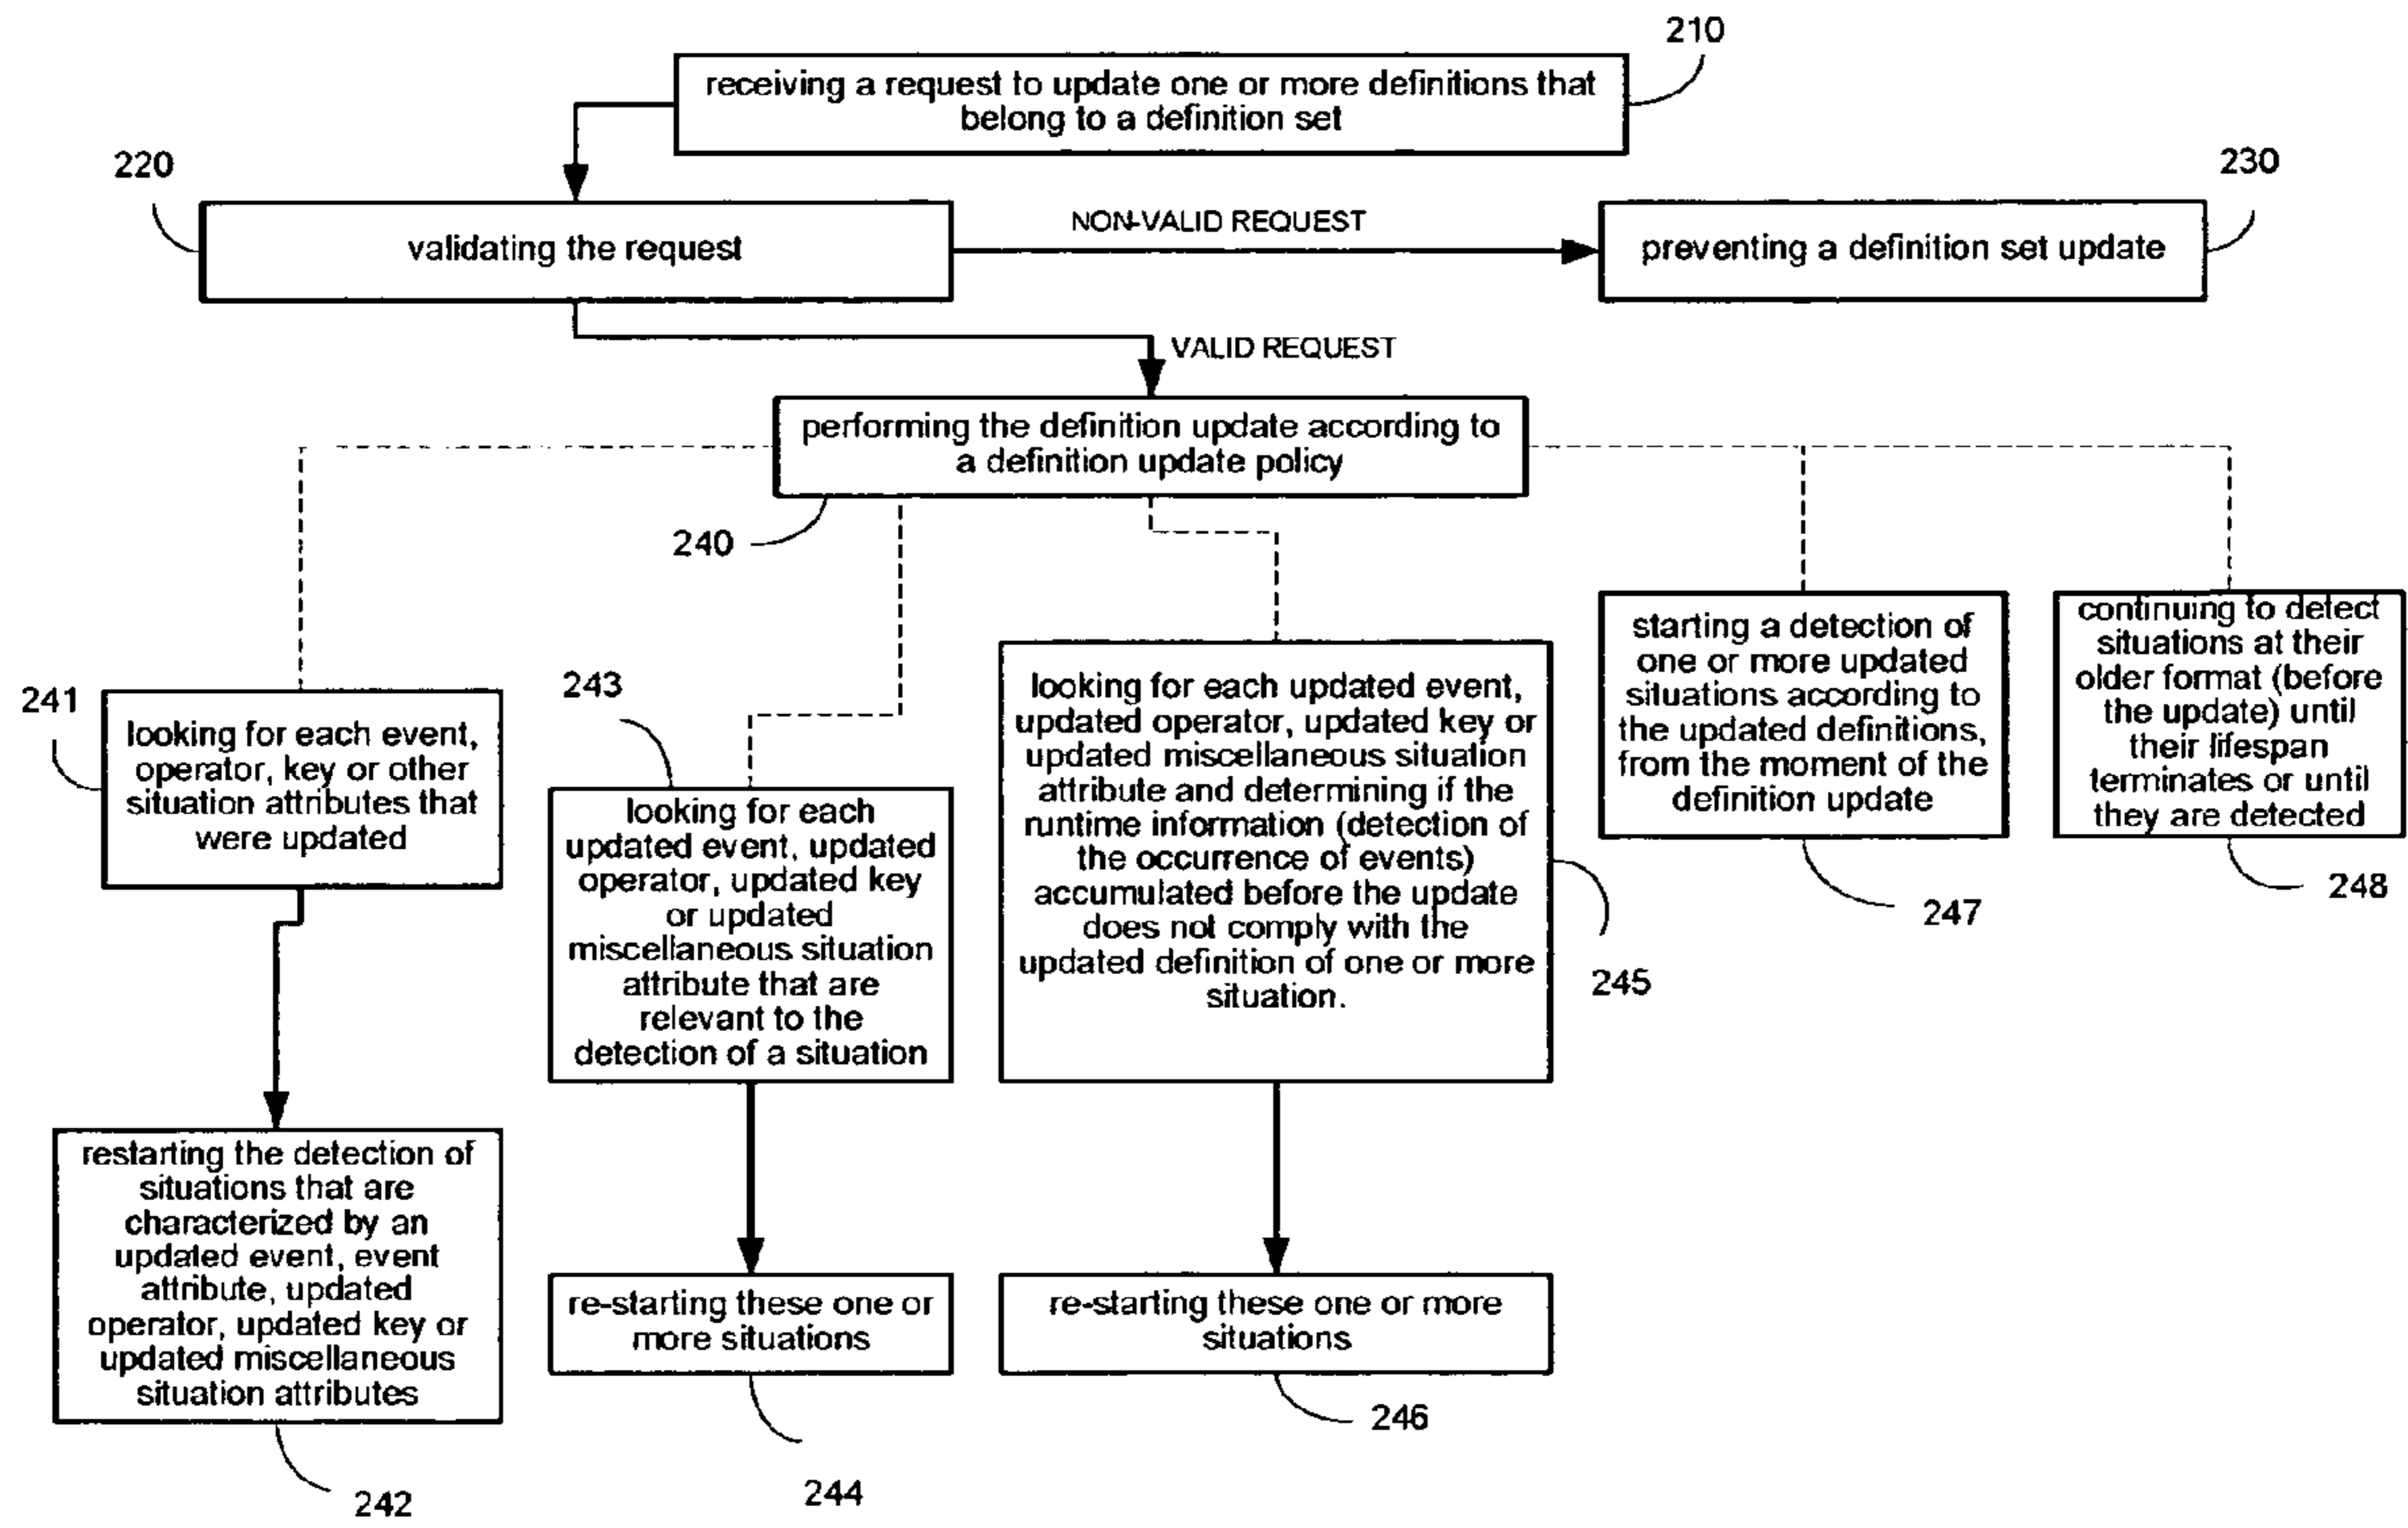 210
receiving a request to update one or more definitions that
belong to a definition set
220
validating the request
NON-VALID REQUEST
230
preventing a definition set update
VALID REQUEST
performing the definition update according to
a definition update policy
240
241
looking for each event,
operator, key or other
situation attributes that
were updated
243
looking for each
updated event, updated
operator, updated key
or updated
miscellaneous situation
attribute that are
relevant to the
detection of a situation
looking for each updated event,
updated operator, updated key or
updated miscellaneous situation
attribute and determining if the
runtime information (detection of
the occurrence of events)
accumulated before the update
does not comply with the
updated definition of one or more
situation.
245
starting a detection of
one or more updated
situations according to
the updated definitions,
from the moment of the
definition update
247
continuing to detect
situations at their
older format (before
the update) until
their lifespan
terminates or until
they are detected
248
restarting the detection of
situations that are
characterized by an
updated event, event
attribute, updated
operator, updated key or
updated miscellaneous
situation attributes
242
re-starting these one or
more situations
244
re-starting these one or more
situations
246